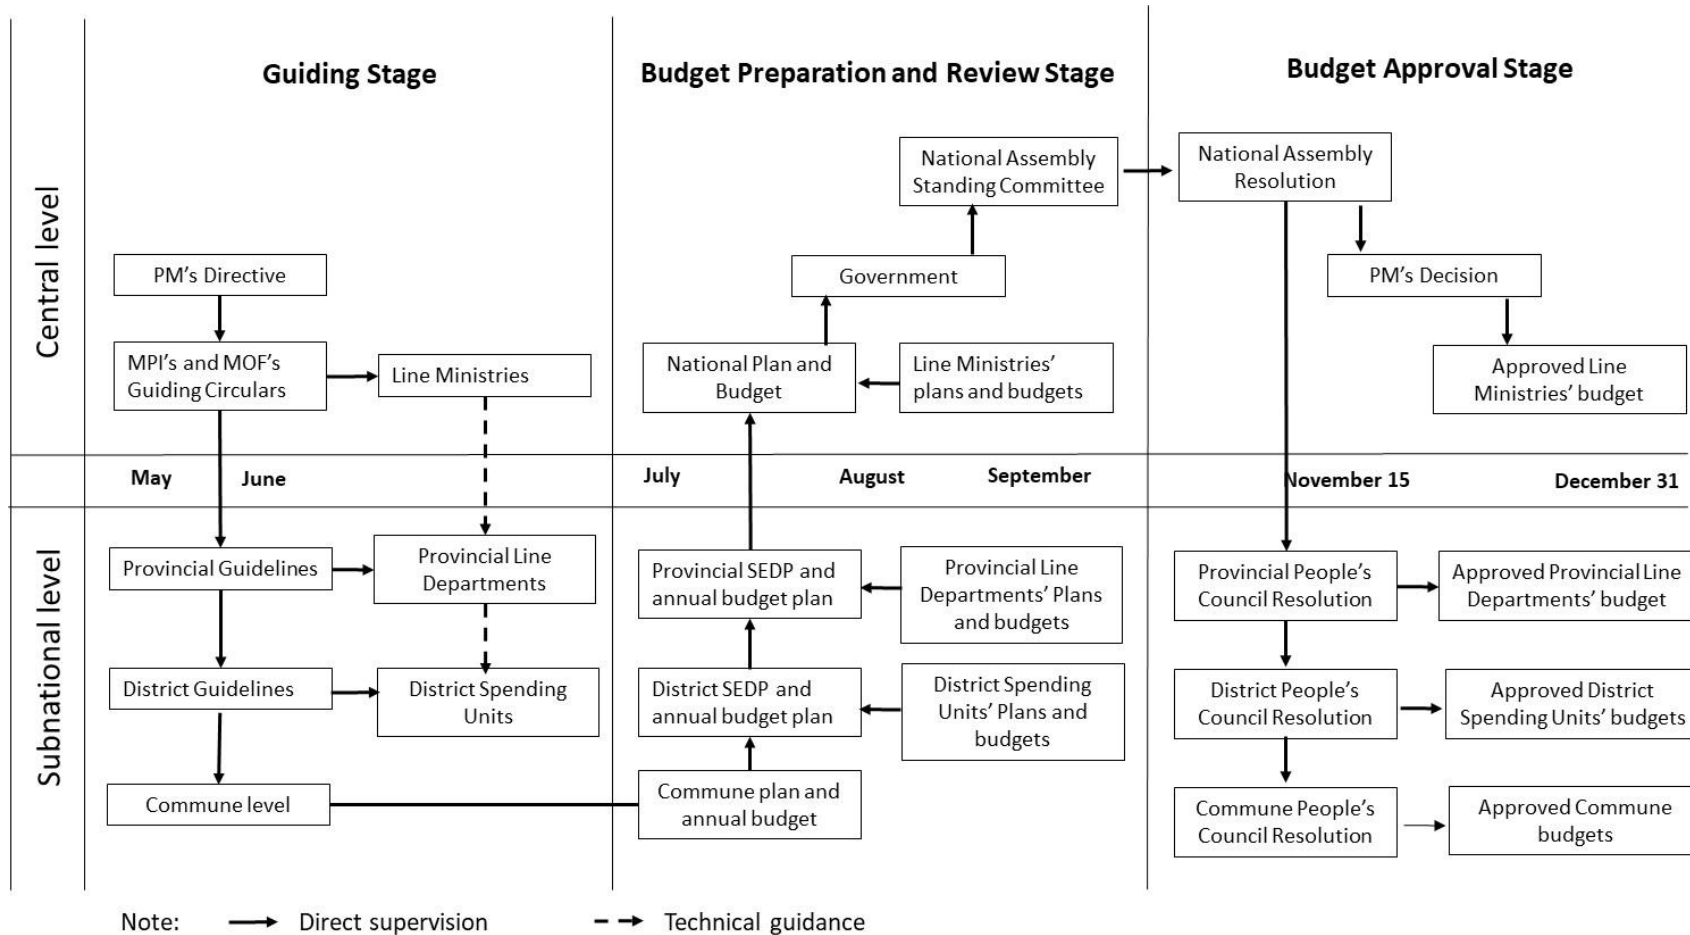 Guiding Stage
Budget Preparation and Review Stage
Budget Approval Stage
Central level
PM's Directive
MPI's and MOF's
Guiding Circulars
Line Ministries
National Assembly
Standing Committee
Government
National Plan and
Budget
Line Ministries'
plans and budgets
National Assembly
Resolution
PM's Decision
Approved Line
Ministries' budget
May
June
July
August
September
November 15
December 31
Subnational level
Provincial Guidelines
Provincial Line
Departments
District Guidelines
District Spending
Units
Commune level
Provincial SEDP and
annual budget plan
Provincial Line
Departments' Plans
and budgets
District SEDP and
annual budget plan
District Spending
Units' Plans and
budgets
Commune plan and
annual budget
Provincial People's
Council Resolution
Approved Provincial Line
Departments' budget
District People's
Council Resolution
Approved District
Spending Units' budgets
Commune People's
Council Resolution
Approved Commune
budgets
Note:
Direct supervision
Technical guidance